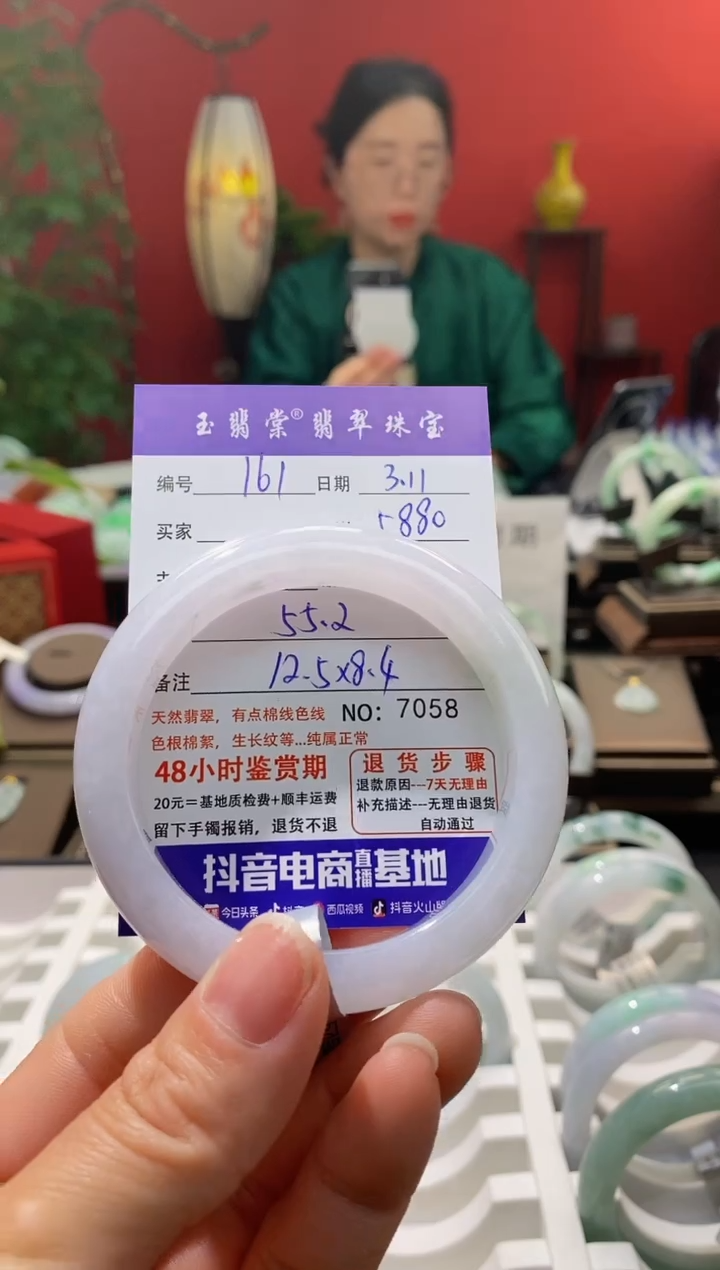 玉翡棠®翡翠珠宝
编号 161 日期 3.11
买家 +880
55.2
备注 12.5x8.4
天然翡翠,有点棉线色线 NO: 7058
色根棉絮,生长纹等...纯属正常
48小时鉴赏期
20元=基地质检费+顺丰运费
留下手镯报销,退货不退
退货步骤
退款原因---7天无理由
补充描述---无理由退货
自动通过
抖音电商直播基地
今日头条 抖音 西瓜视频 抖音火山